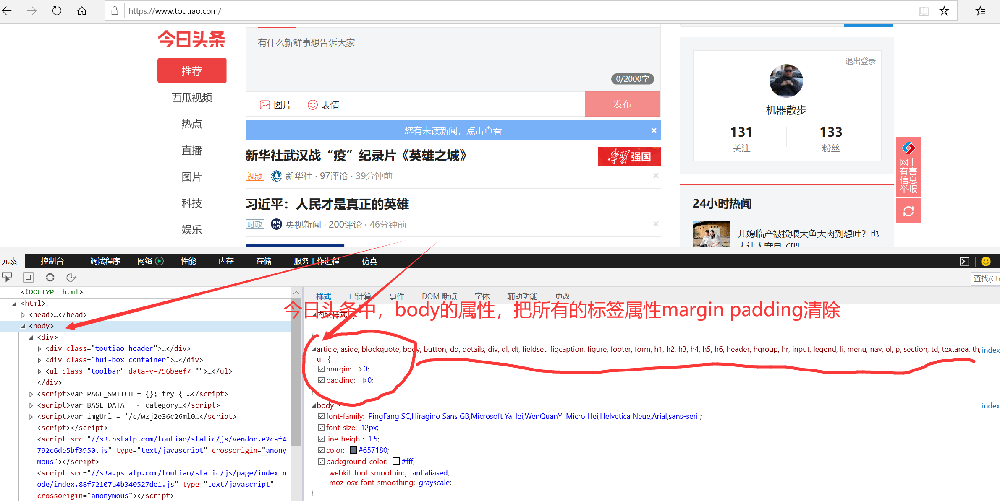 https://www.toutiao.com/
今日头条
有什么新鲜事想告诉大家
0/2000字
图片
表情
发布
推荐
西瓜视频
热点
直播
图片
科技
娱乐
您有未读新闻，点击查看
新华社武汉战“疫”纪录片《英雄之城》
学习强国
视频 新华社 · 97评论 · 39分钟前
习近平：人民才是真正的英雄
时政 央视新闻 央视新闻 · 200评论 · 46分钟前
退出登录
机器散步
131
关注
133
粉丝
网上
有害
信息
举报
24小时热闻
儿媳临产被投喂大鱼大肉到想吐？也
太让人窒息了吧
元素 控制台 调试程序 网络 性能 内存 存储 服务工作进程 仿真
查找(Ctr
<!DOCTYPE html>
<html>
<head>…</head>
<body>
<div>
<div class="toutiao-header">…</div>
<div class="bui-box container">…</div>
<ul class="toolbar" data-v-756beef7="">…</ul>
</div>
<script>var PAGE_SWITCH = {}; try { …</script>
<script>var BASE_DATA = { category…</script>
<script>var imgUrl = '/c/wzj2e36c26ml0…</script>
<script></script>
<script src="//s3.pstatp.com/toutiao/static/js/vendor.e2caf4
792c6de5bf3950.js" type="text/javascript" crossorigin="anony
mous"></script>
<script src="//s3a.pstatp.com/toutiao/static/js/page/index_n
ode/index.88f72107a4b340527de1.js" type="text/javascript"
crossorigin="anonymous"></script>
样式 已计算 事件 DOM 断点 字体 辅助功能 更改
今日头条中，body的属性，把所有的标签属性margin padding清除
内联样式 {
}
article, aside, blockquote, body, button, dd, details, div, dl, dt, fieldset, figcaption, figure, footer, form, h1, h2, h3, h4, h5, h6, header, hgroup, hr, input, legend, li, menu, nav, ol, p, section, td, textarea, th, index
ul {
margin: 0;
padding: 0;
}
body { index
font-family: PingFang SC,Hiragino Sans GB,Microsoft YaHei,WenQuanYi Micro Hei,Helvetica Neue,Arial,sans-serif;
font-size: 12px;
line-height: 1.5;
color: #657180;
background-color: #fff;
-webkit-font-smoothing: antialiased;
-moz-osx-font-smoothing: grayscale;
}